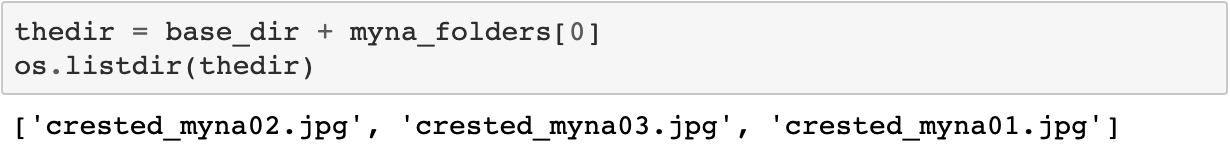 thedir = base_dir + myna_folders[0]
os.listdir(thedir)
['crested_myna02.jpg', 'crested_myna03.jpg', 'crested_myna01.jpg']